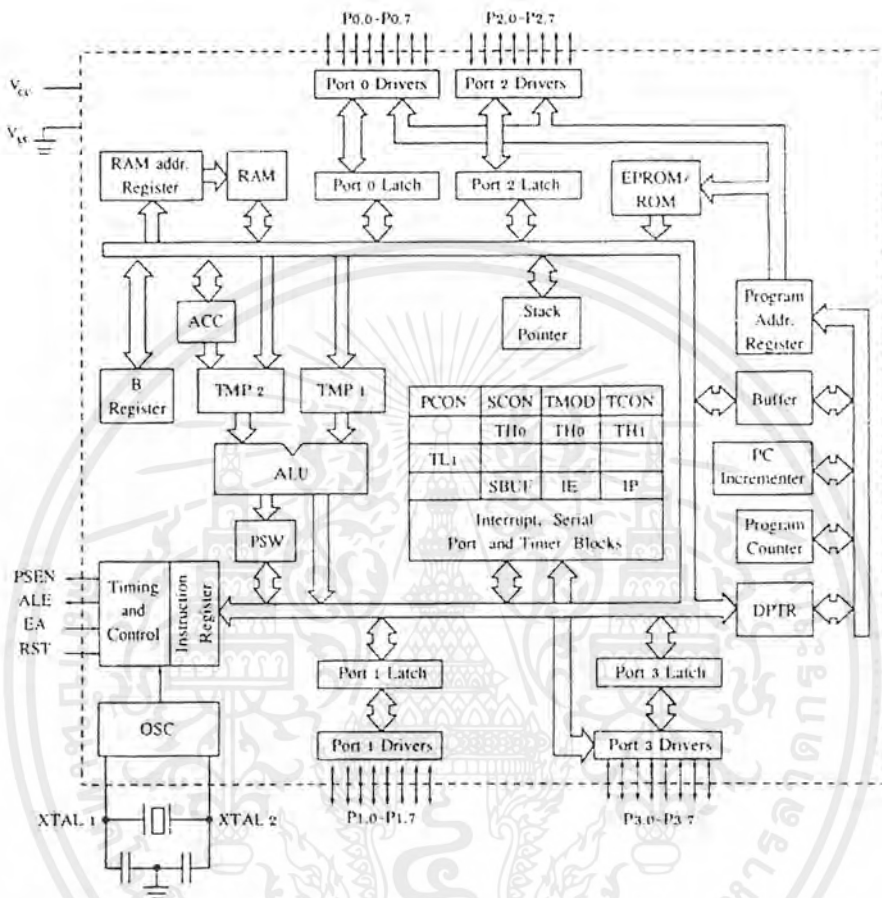 P0.0-P0.7
P2.0-P2.7
Port 0 Drivers
Port 2 Drivers
Vcc
Vss
RAM addr.
Register
RAM
Port 0 Latch
Port 2 Latch
EPROM/
ROM
ACC
Stack
Pointer
Program
Addr.
Register
B
Register
TMP 2
TMP 1
PCON SCON TMOD TCON
TH0 TH0 TH1
TL1
SBUF IE IP
Interrupt, Serial
Port and Timer Blocks
Buffer
ALU
PC
Incrementer
PSW
Program
Counter
PSEN
ALE
EA
RST
Timing
and
Control
Instruction
Register
DPTR
Port 1 Latch
Port 3 Latch
OSC
Port 1 Drivers
Port 3 Drivers
XTAL 1
XTAL 2
P1.0-P1.7
P3.0-P3.7